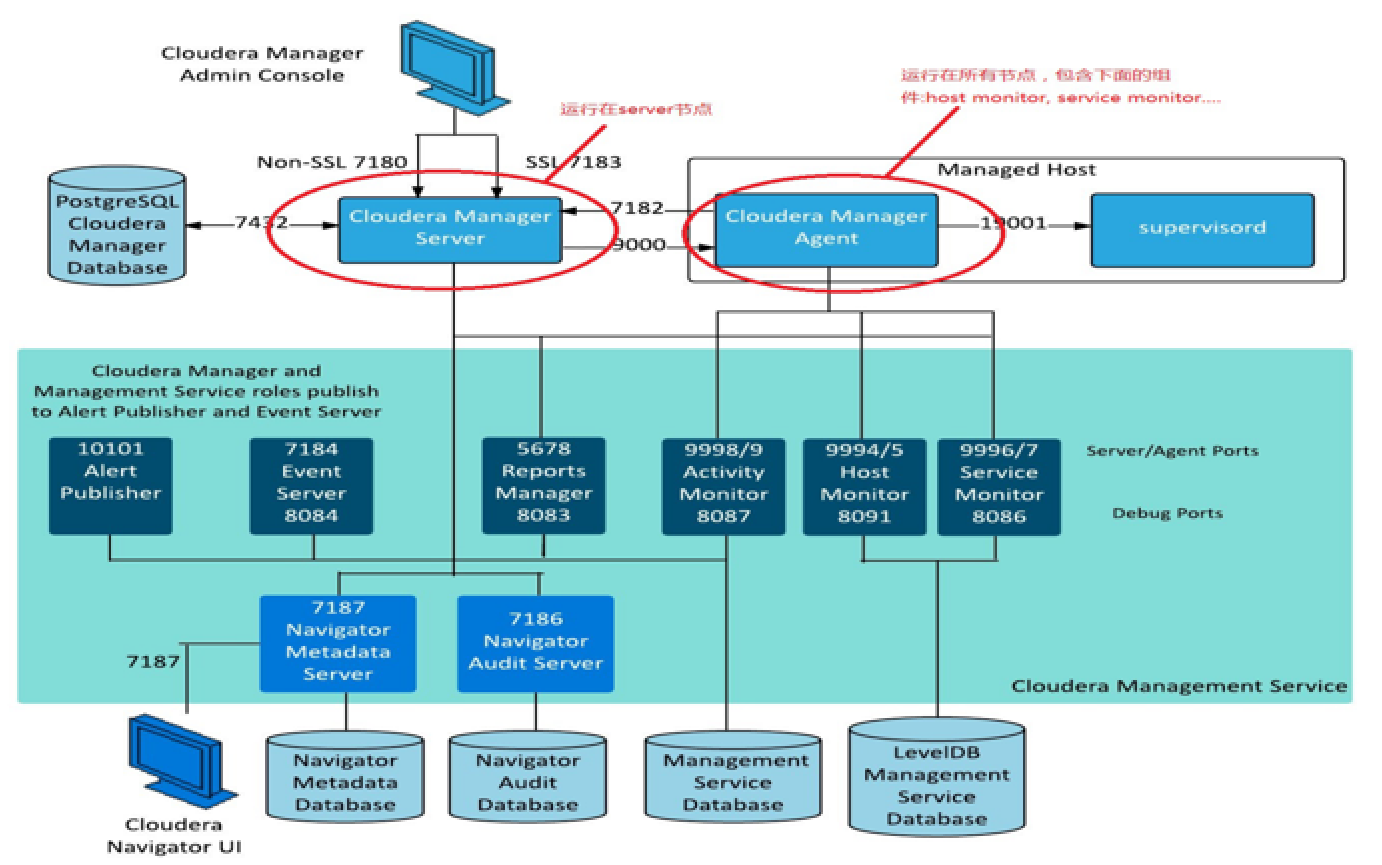 Cloudera Manager
Admin Console
运行在所有节点，包含下面的组
件:host monitor, service monitor....
运行在server节点
Non-SSL 7180
SSL 7183
Managed Host
PostgreSQL
Cloudera
Manager
Database
7432
Cloudera Manager
Server
7182
9000
Cloudera Manager
Agent
19001
supervisord
Cloudera Manager and
Management Service roles publish
to Alert Publisher and Event Server
10101
Alert
Publisher
7184
Event
Server
8084
5678
Reports
Manager
8083
9998/9
Activity
Monitor
8087
9994/5
Host
Monitor
8091
9996/7
Service
Monitor
8086
Server/Agent Ports
Debug Ports
7187
Navigator
Metadata
Server
7186
Navigator
Audit Server
7187
Cloudera Management Service
Cloudera
Navigator UI
Navigator
Metadata
Database
Navigator
Audit
Database
Management
Service
Database
LevelDB
Management
Service
Database